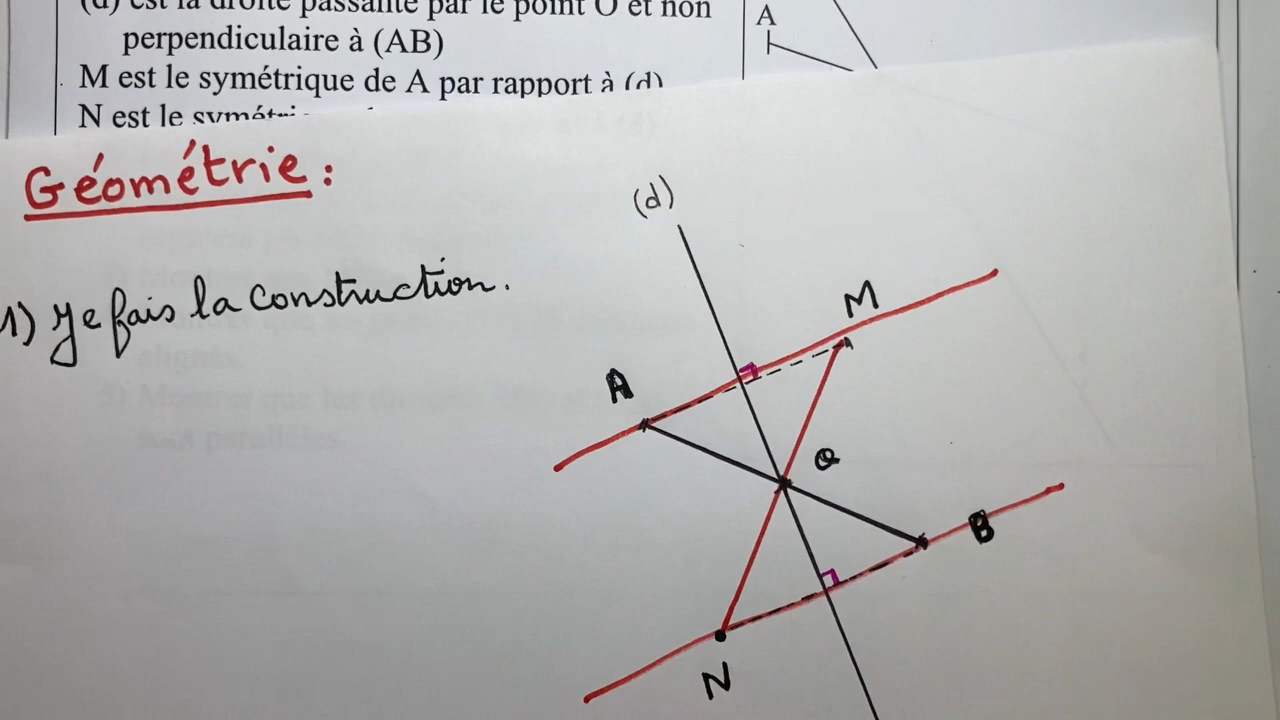 (d) est la droite passante par le point O et non
perpendiculaire à (AB)
M est le symétrique de A par rapport à (d)
N est le
A
Géométrie :
1) Je fais la construction.
(d)
M
A
O
B
N